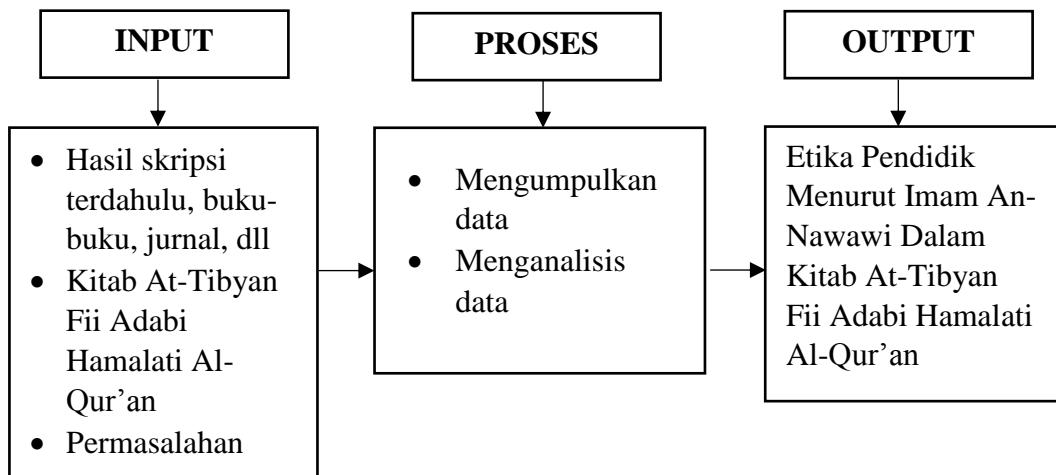 INPUT
PROSES
OUTPUT
• Hasil skripsi
terdahulu, buku-
buku, jurnal, dll
• Kitab At-Tibyan
Fii Adabi
Hamalati Al-
Qur’an
• Permasalahan
• Mengumpulkan
data
• Menganalisis
data
Etika Pendidik
Menurut Imam An-
Nawawi Dalam
Kitab At-Tibyan
Fii Adabi Hamalati
Al-Qur’an